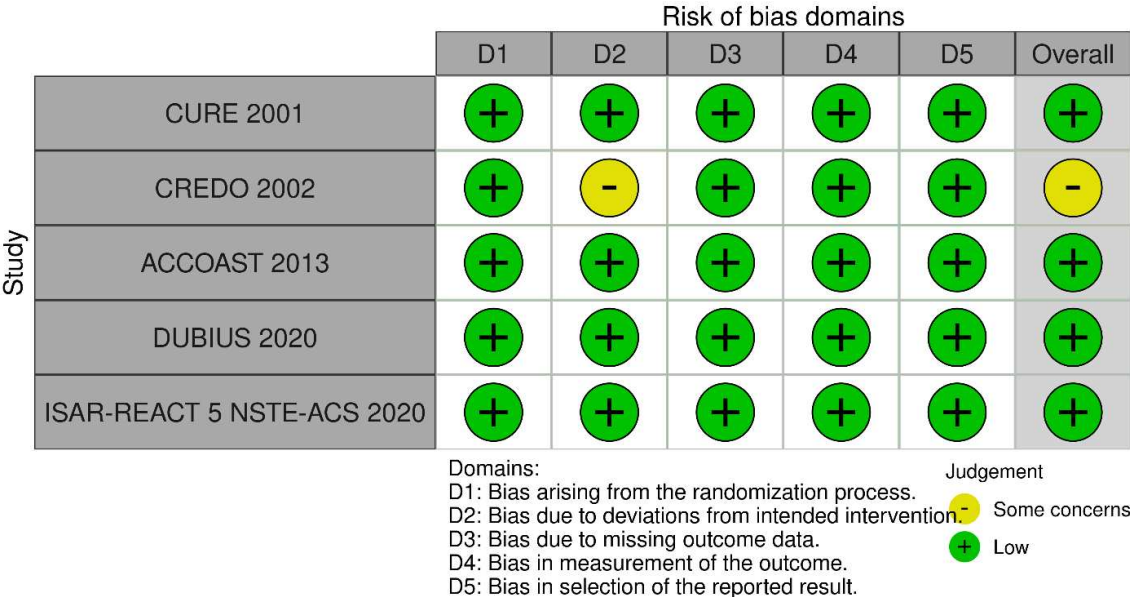 Risk of bias domains
D1 D2 D3 D4 D5 Overall
Study
CURE 2001 + + + + + +
CREDO 2002 + - + + + -
ACCOAST 2013 + + + + + +
DUBIUS 2020 + + + + + +
ISAR-REACT 5 NSTE-ACS 2020 + + + + + +
Domains:
D1: Bias arising from the randomization process.
D2: Bias due to deviations from intended intervention.
D3: Bias due to missing outcome data.
D4: Bias in measurement of the outcome.
D5: Bias in selection of the reported result.
Judgement
- Some concerns
+ Low